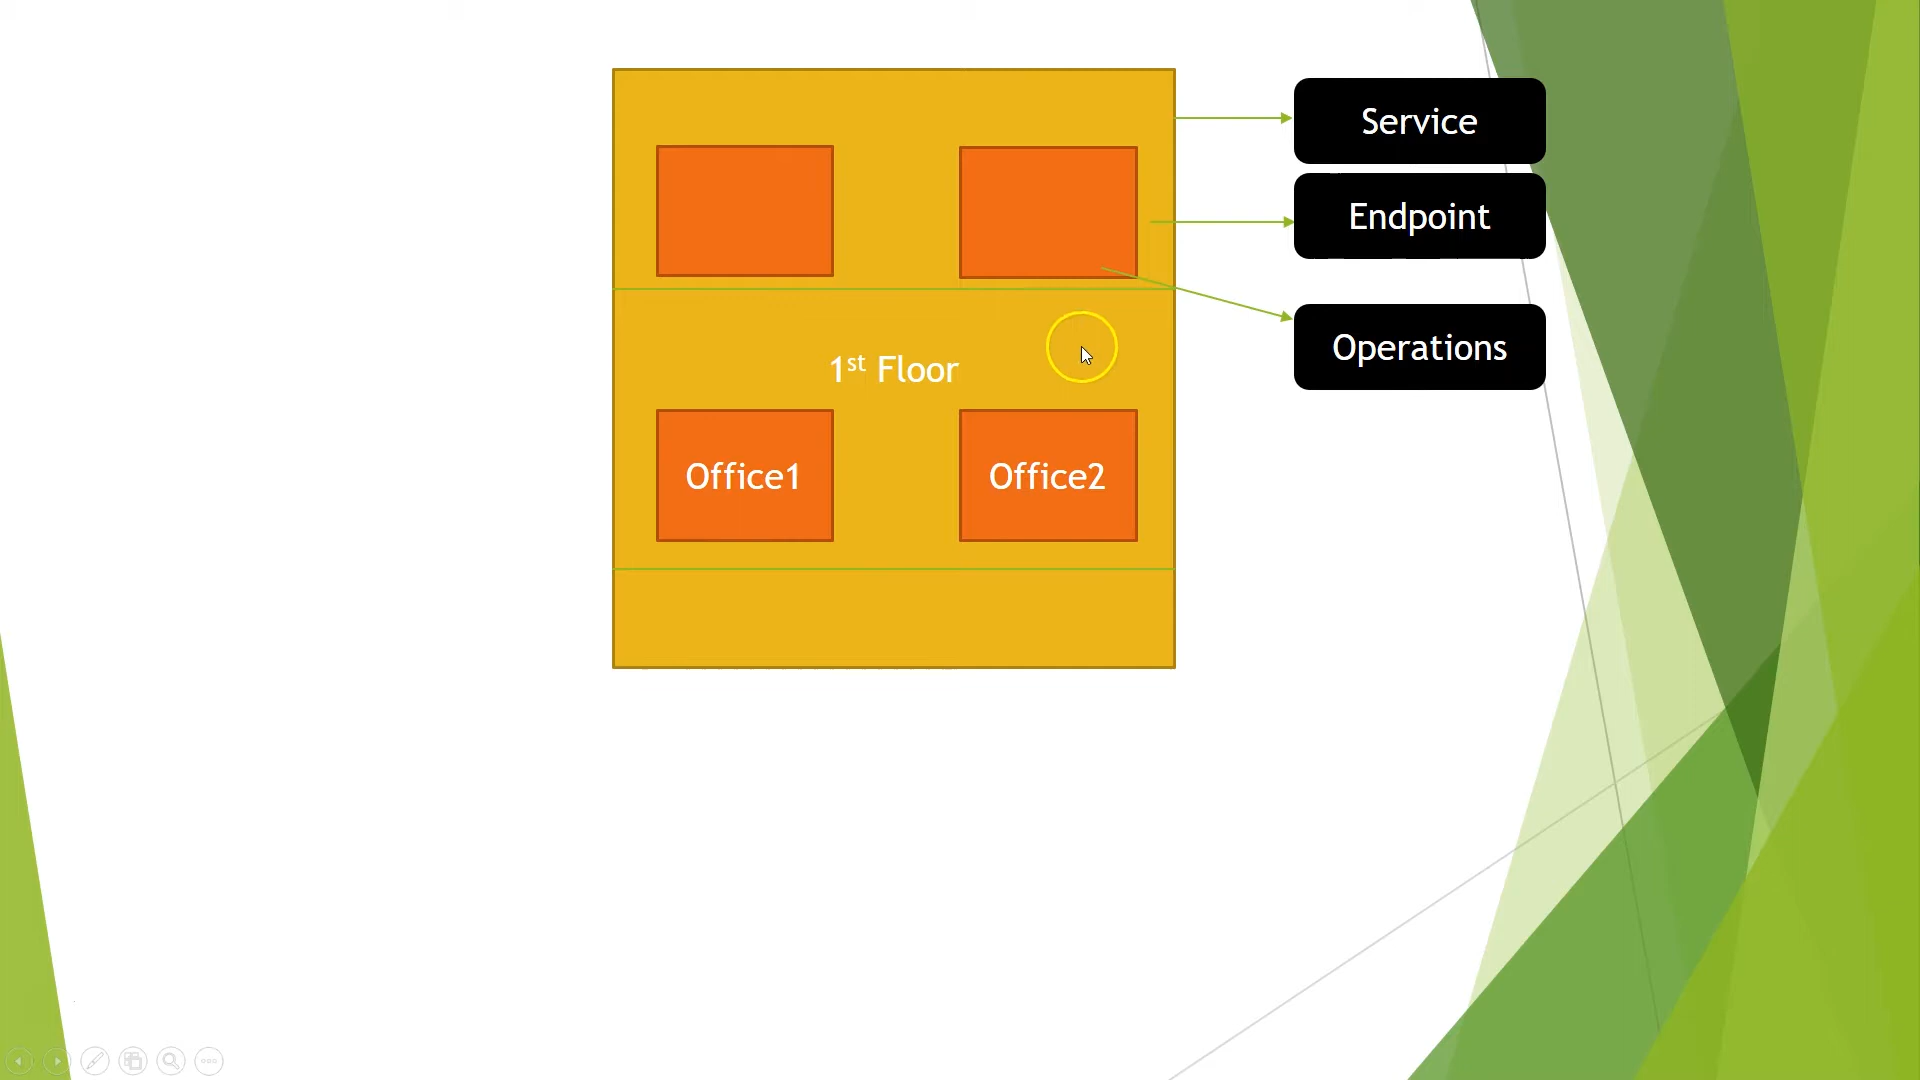 Service
Endpoint
Operations
1st Floor
Office1
Office2